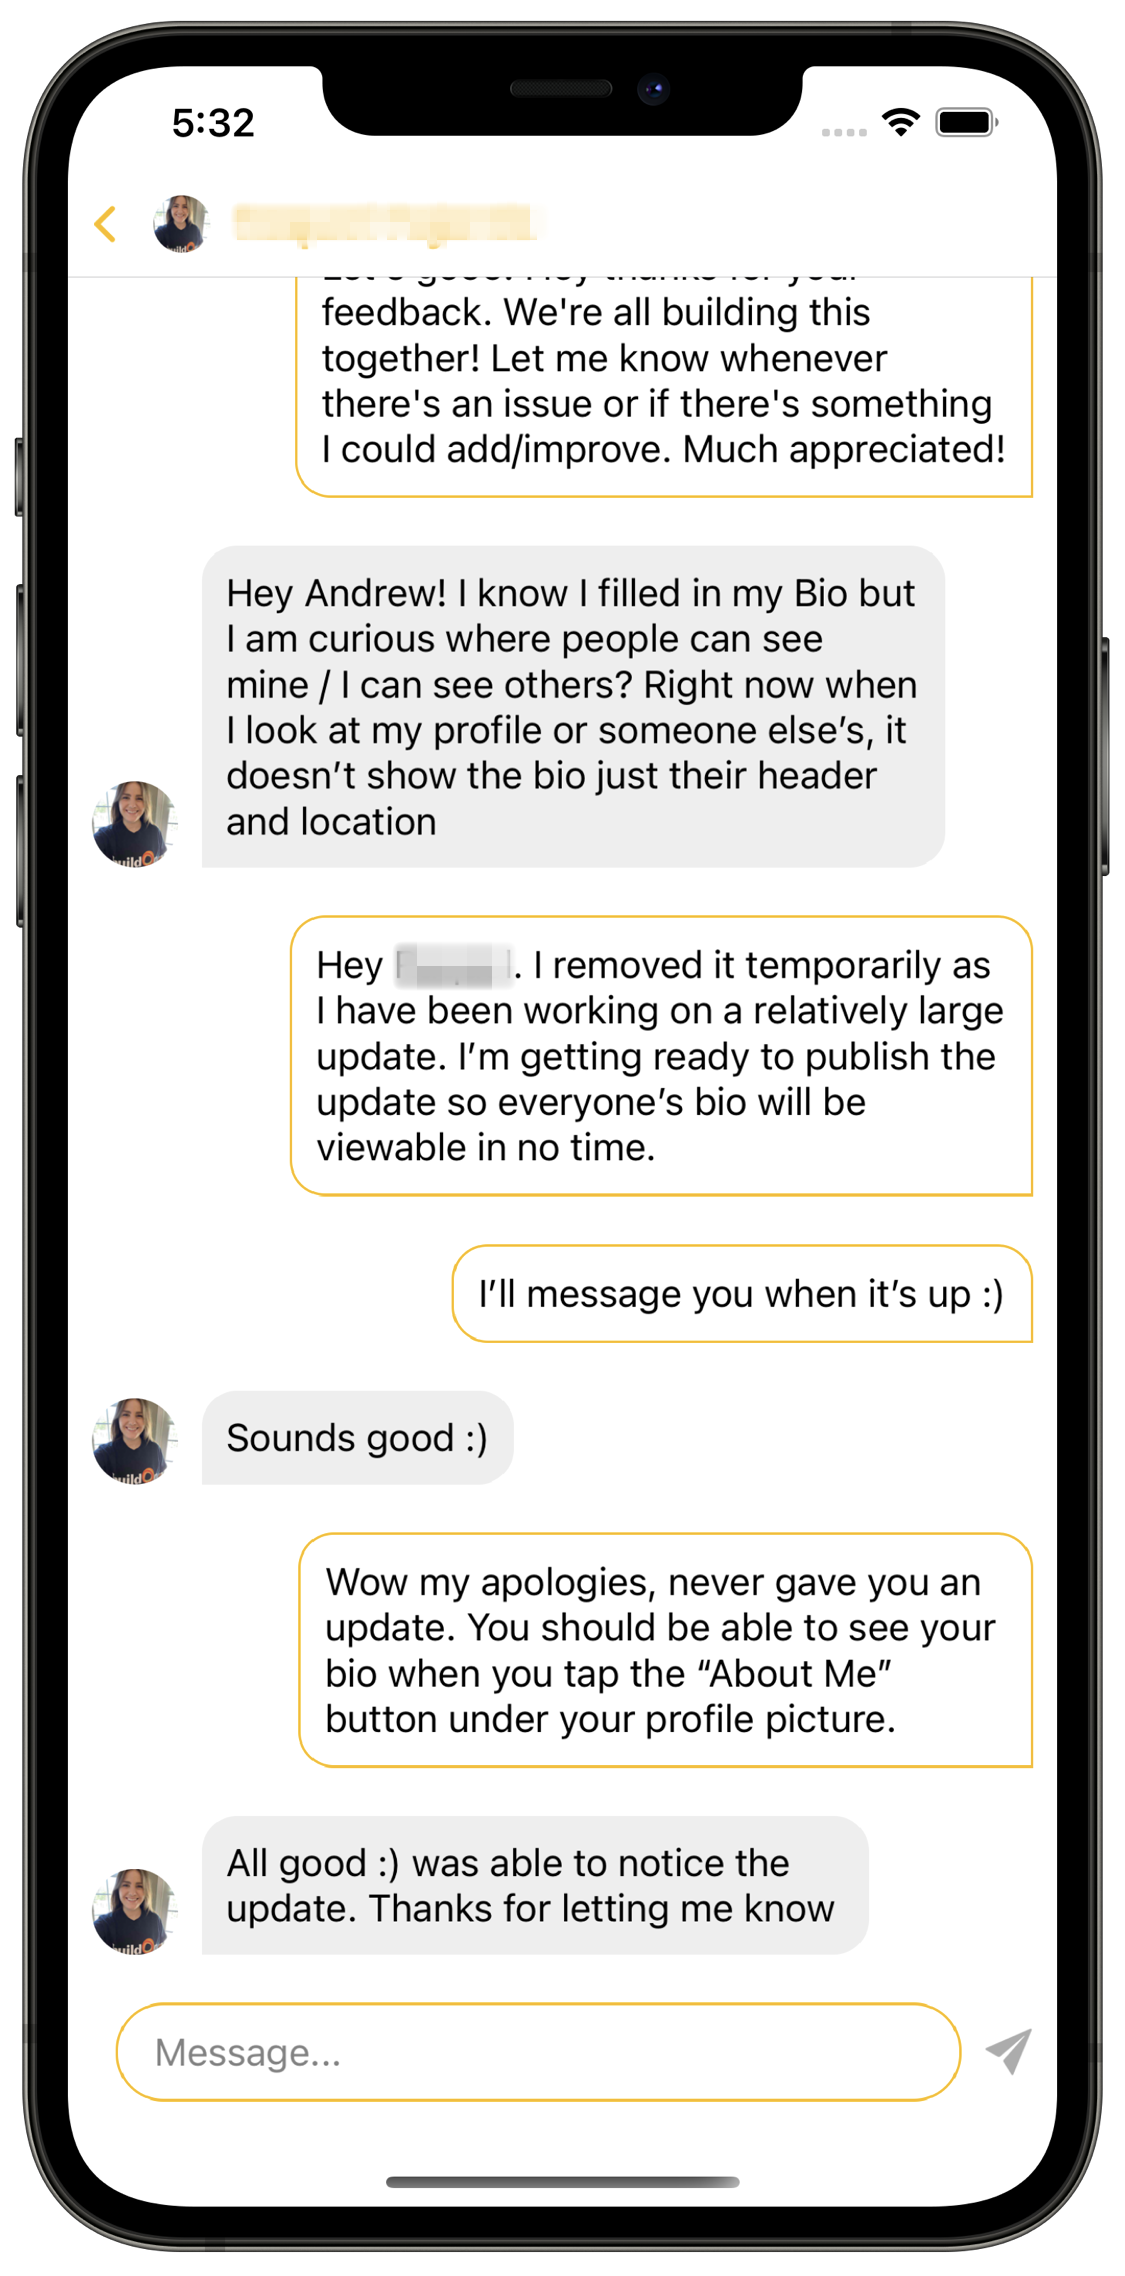 5:32
feedback. We're all building this
together! Let me know whenever
there's an issue or if there's something
I could add/improve. Much appreciated!
Hey Andrew! I know I filled in my Bio but
I am curious where people can see
mine / I can see others? Right now when
I look at my profile or someone else’s, it
doesn’t show the bio just their header
and location
Hey . I removed it temporarily as
I have been working on a relatively large
update. I’m getting ready to publish the
update so everyone’s bio will be
viewable in no time.
I’ll message you when it’s up :)
Sounds good :)
Wow my apologies, never gave you an
update. You should be able to see your
bio when you tap the “About Me”
button under your profile picture.
All good :) was able to notice the
update. Thanks for letting me know
Message...